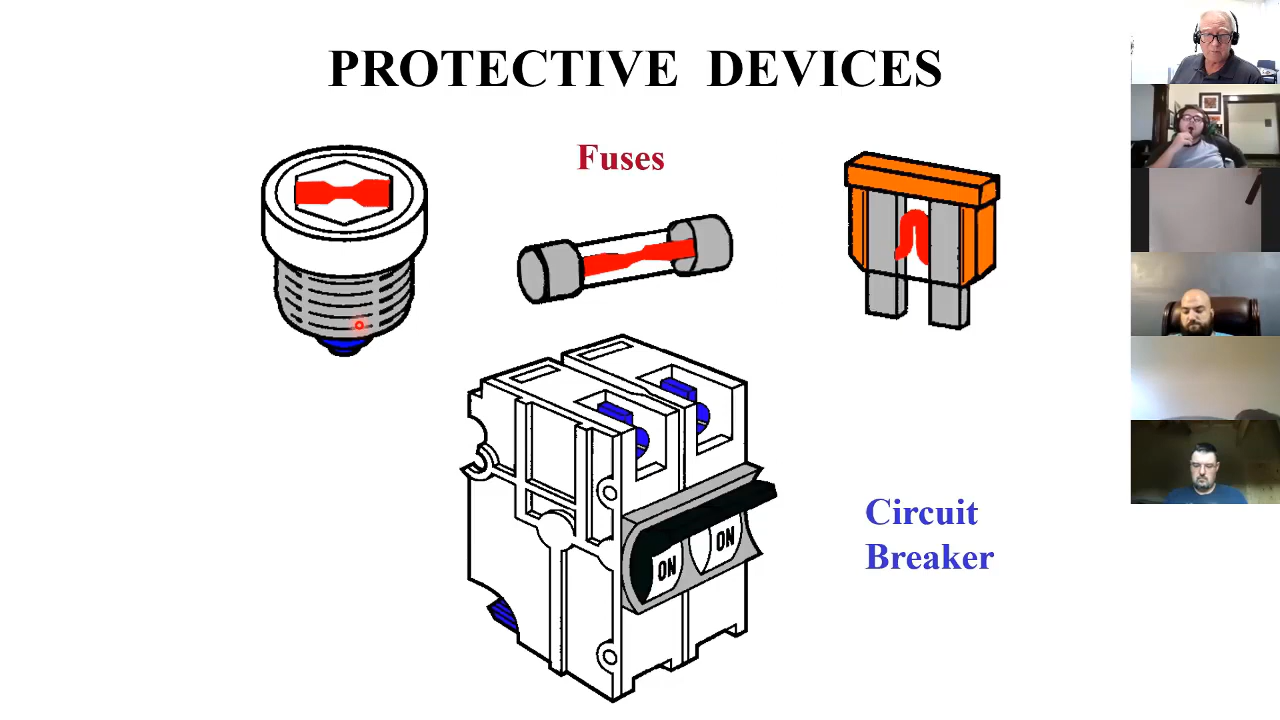 PROTECTIVE DEVICES
Fuses
ON
ON
Circuit
Breaker